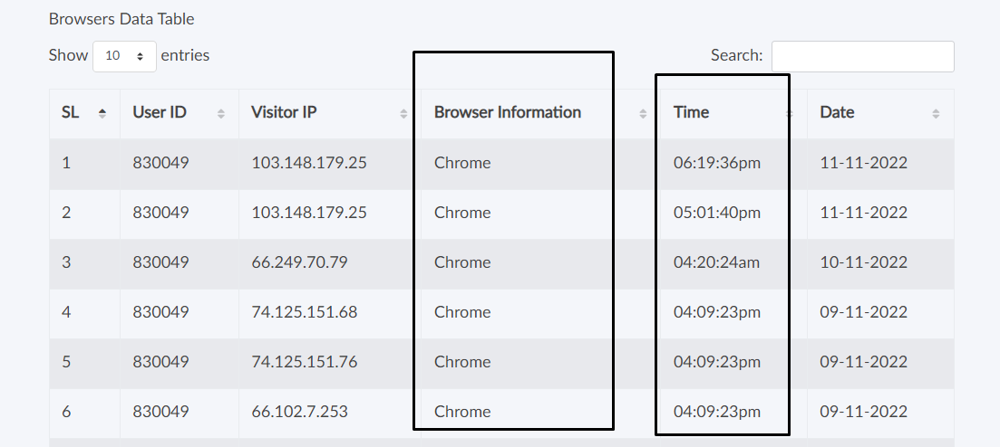 Browsers Data Table
Show 10 entries Search:
SL User ID Visitor IP Browser Information Time Date
1 830049 103.148.179.25 Chrome 06:19:36pm 11-11-2022
2 830049 103.148.179.25 Chrome 05:01:40pm 11-11-2022
3 830049 66.249.70.79 Chrome 04:20:24am 10-11-2022
4 830049 74.125.151.68 Chrome 04:09:23pm 09-11-2022
5 830049 74.125.151.76 Chrome 04:09:23pm 09-11-2022
6 830049 66.102.7.253 Chrome 04:09:23pm 09-11-2022